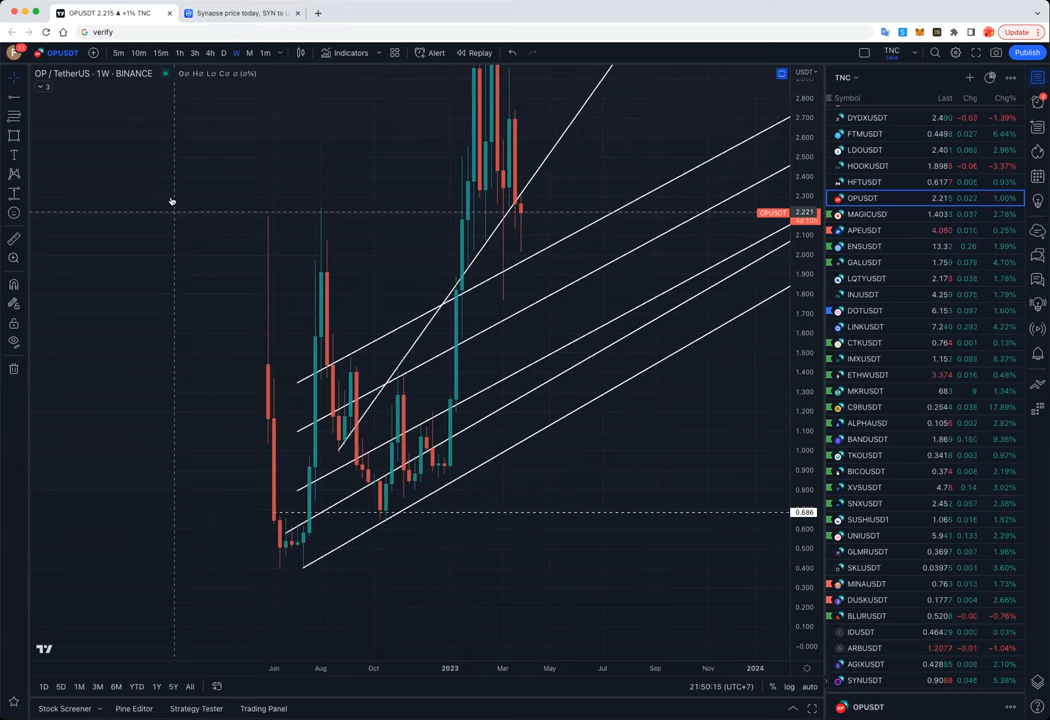 OPUSDT 2.215 ▲ +1% TNC
Synapse price today, SYN to U
verify
Update
OPUSDT
5m 10m 15m 1h 3h 4h D W M 1m
Indicators
Alert
Replay
TNC
Save
Publish
OP / TetherUS · 1W · BINANCE
O∅ H∅ L∅ C∅ ∅ (∅%)
3
USDT
2.800
2.700
2.600
2.500
2.400
2.300
OPUSDT
2.221
2.100
2.000
1.900
1.800
1.700
1.600
1.500
1.400
1.300
1.200
1.100
1.000
0.900
0.800
0.686
0.600
0.500
0.400
0.300
0.200
0.100
−0.000
Jun Aug Oct 2023 Mar May Jul Sep Nov 2024
1D 5D 1M 3M 6M YTD 1Y 5Y All
21:50:15 (UTC+7)
% log auto
Stock Screener Pine Editor Strategy Tester Trading Panel
TNC
Symbol Last Chg Chg%
DYDXUSDT 2.490 −0.03 −1.39%
FTMUSDT 0.4498 0.027 6.44%
LDOUSDT 2.401 0.069 2.96%
HOOKUSDT 1.8985 −0.06 −3.37%
HFTUSDT 0.6177 0.005 0.93%
OPUSDT 2.215 0.022 1.00%
MAGICUSD 1.4033 0.037 2.78%
APEUSDT 4.080 0.010 0.25%
ENSUSDT 13.32 0.26 1.99%
GALUSDT 1.759 0.079 4.70%
LQTYUSDT 2.173 0.038 1.78%
INJUSDT 4.259 0.075 1.79%
DOTUSDT 6.153 0.097 1.60%
LINKUSDT 7.240 0.293 4.22%
CTKUSDT 0.764 0.001 0.13%
IMXUSDT 1.152 0.089 8.37%
ETHWUSDT 3.374 0.016 0.48%
MKRUSDT 683 9 1.34%
C98USDT 0.2544 0.038 17.89%
ALPHAUSDT 0.1056 0.002 2.82%
BANDUSDT 1.869 0.160 9.36%
TKOUSDT 0.3418 0.003 0.97%
BICOUSDT 0.374 0.008 2.19%
XVSUSDT 4.78 0.14 3.02%
SNXUSDT 2.452 0.057 2.38%
SUSHIUSDT 1.066 0.016 1.52%
UNIUSDT 5.941 0.133 2.29%
GLMRUSDT 0.3697 0.007 1.96%
SKLUSDT 0.03975 0.001 3.60%
MINAUSDT 0.763 0.013 1.73%
DUSKUSDT 0.1777 0.004 2.66%
BLURUSDT 0.5208 −0.00 −0.76%
IDUSDT 0.46429 0.000 0.03%
ARBUSDT 1.2077 −0.01 −1.04%
AGIXUSDT 0.42855 0.008 2.10%
SYNUSDT 0.9068 0.046 5.38%
OPUSDT